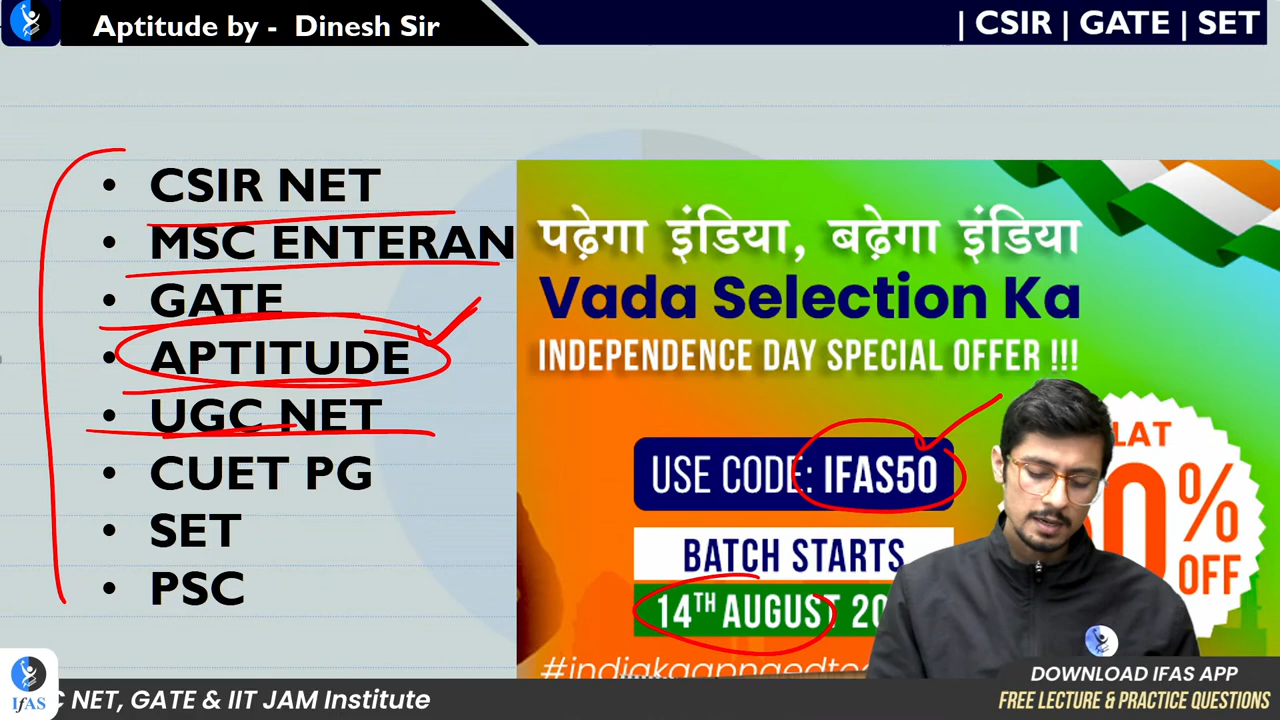 Aptitude by - Dinesh Sir
| CSIR | GATE | SET
• CSIR NET
• MSC ENTERAN
• GATE
• APTITUDE
• UGC NET
• CUET PG
• SET
• PSC
पढ़ेगा इंडिया, बढ़ेगा इंडिया
Vada Selection Ka
INDEPENDENCE DAY SPECIAL OFFER !!!
USE CODE: IFAS50
LAT
0%
OFF
BATCH STARTS
14TH AUGUST 20
DOWNLOAD IFAS APP
FREE LECTURE & PRACTICE QUESTIONS
IFAS
C NET, GATE & IIT JAM Institute